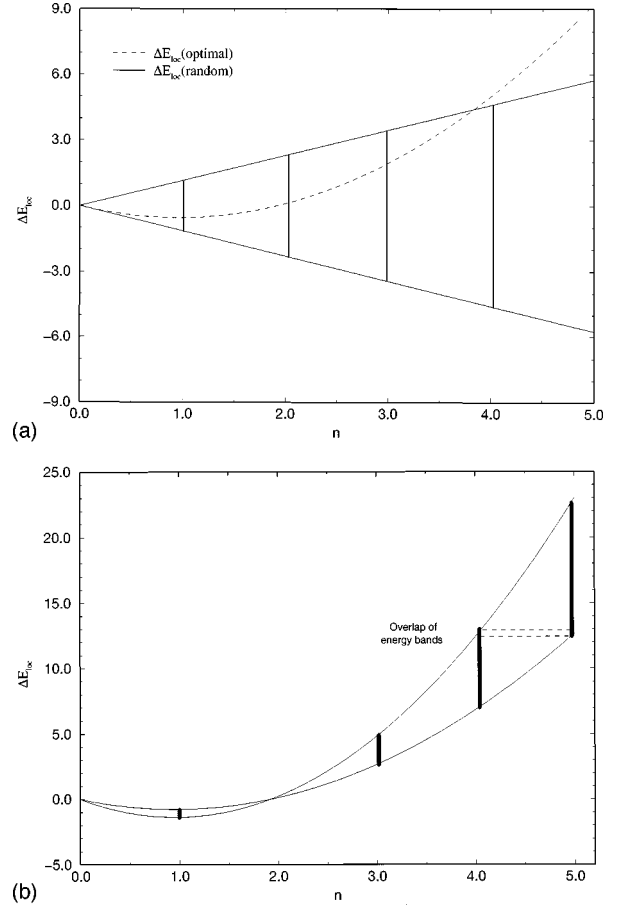 9.0
6.0
3.0
0.0
−3.0
−6.0
−9.0
ΔE_loc
ΔE_loc(optimal)
ΔE_loc(random)
0.0 1.0 2.0 3.0 4.0 5.0
n
(a)
25.0
20.0
15.0
10.0
5.0
0.0
−5.0
ΔE_loc
Overlap of
energy bands
0.0 1.0 2.0 3.0 4.0 5.0
n
(b)